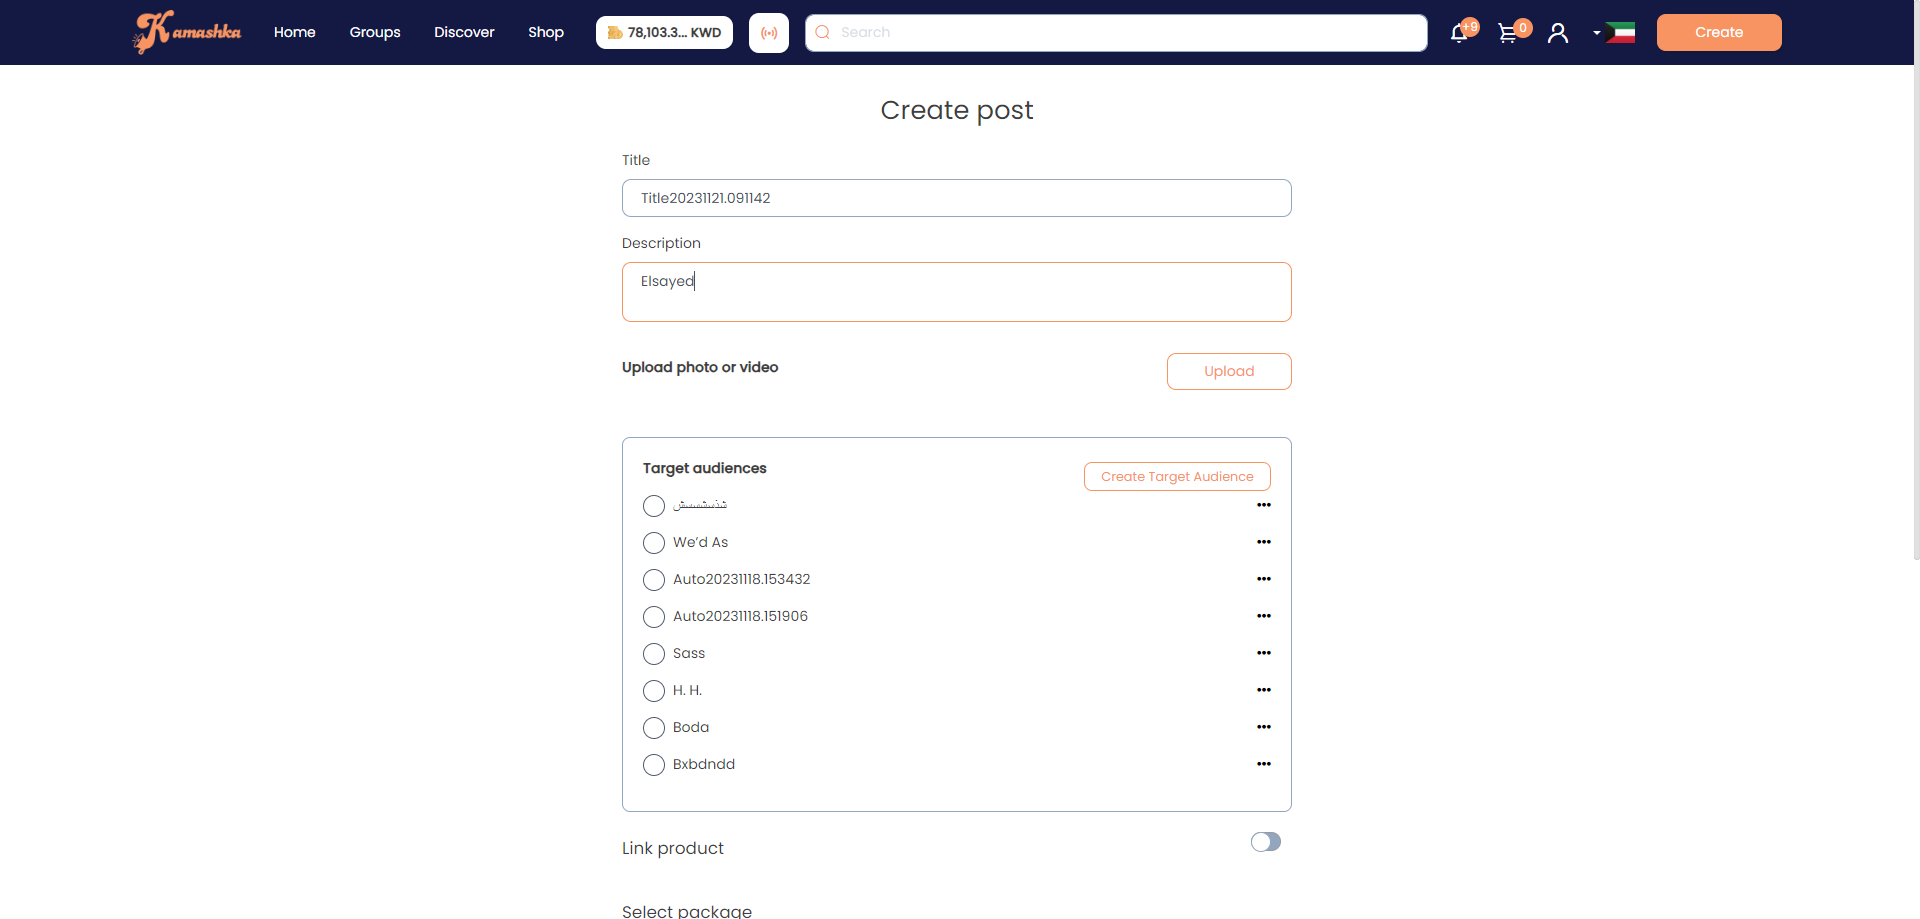 Kamashka Home Groups Discover Shop 78,103.3... KWD Search +9 0 Create
Create post
Title
Title20231121.091142
Description
Elsayed
Upload photo or video
Upload
Target audiences
Create Target Audience
We’d As
Auto20231118.153432
Auto20231118.151906
Sass
H. H.
Boda
Bxbdndd
Link product
Select package